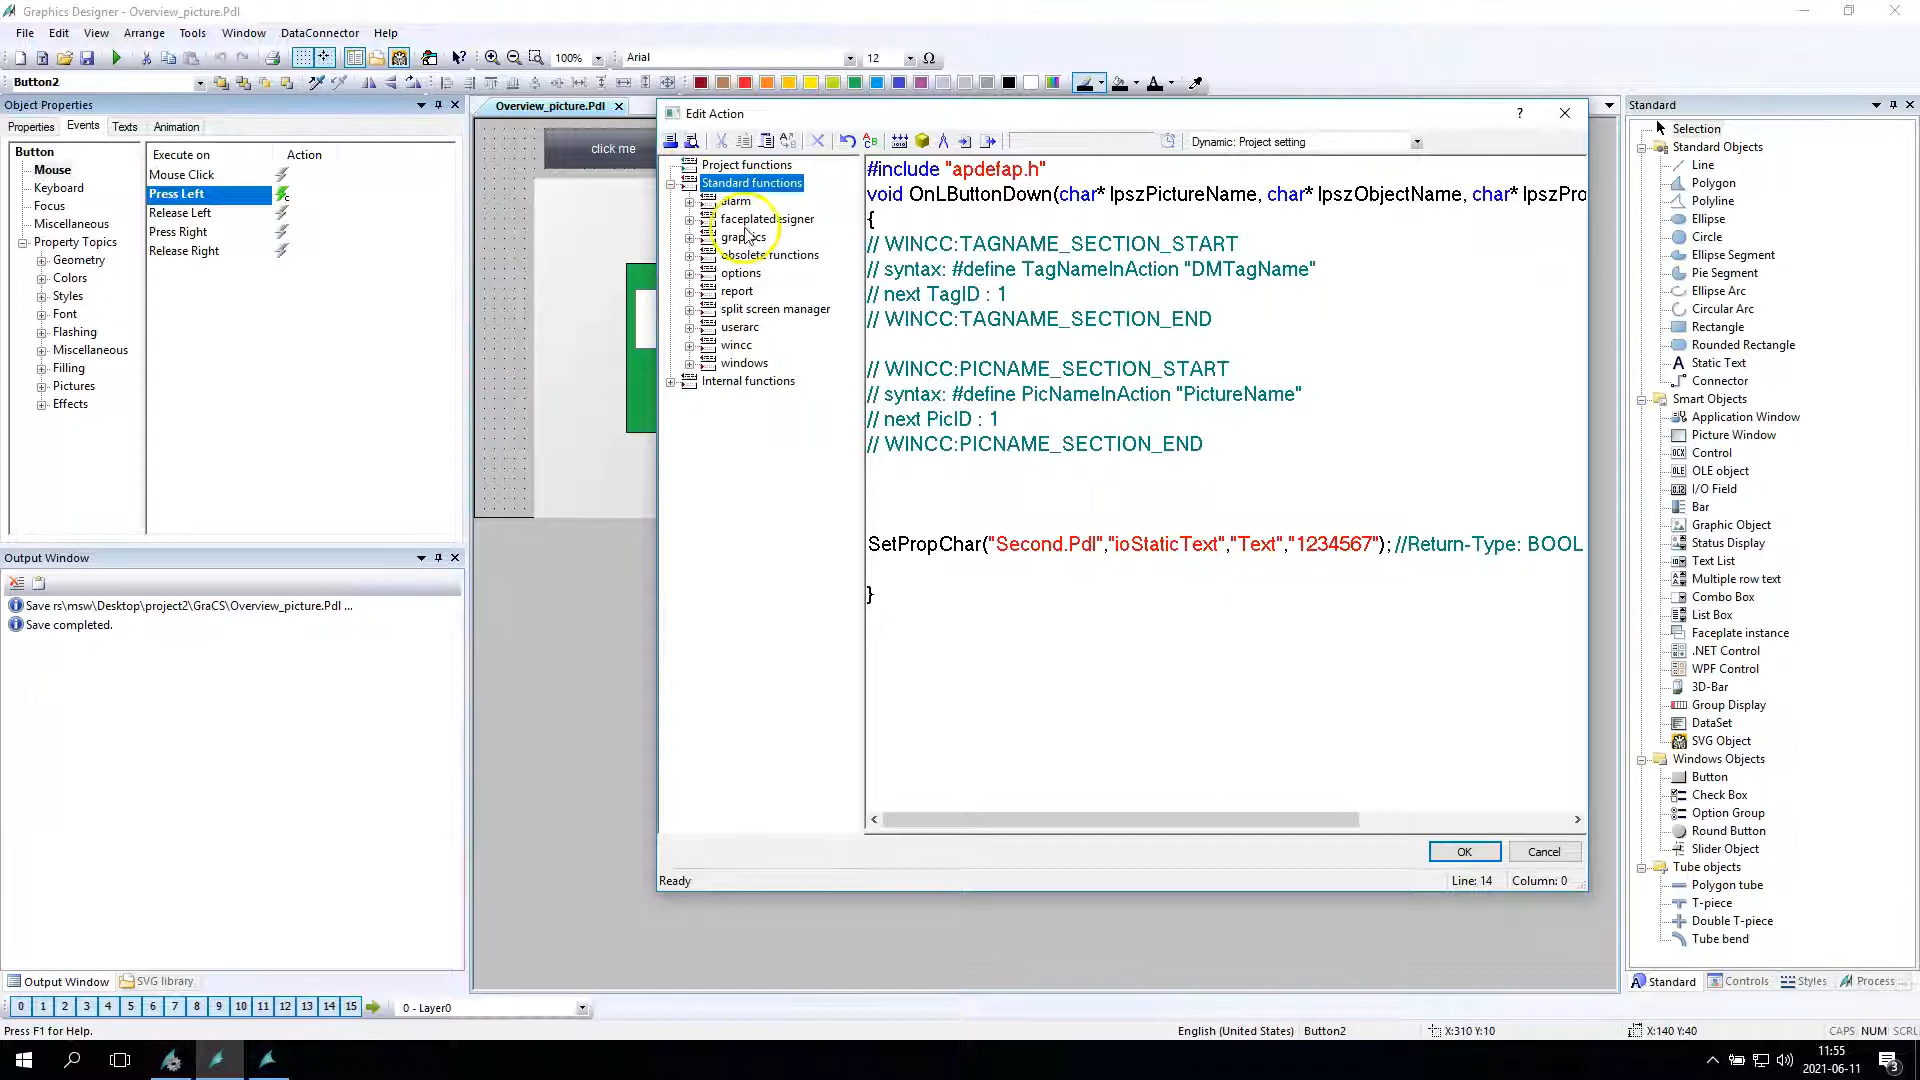 Graphics Designer - Overview_picture.Pdl
File Edit View Arrange Tools Window DataConnector Help
100% Arial 12 Ω
Button2
Object Properties
Properties Events Texts Animation
Button
Mouse
Keyboard
Focus
Miscellaneous
Property Topics
Geometry
Colors
Styles
Font
Flashing
Miscellaneous
Filling
Pictures
Effects
Execute on Action
Mouse Click
Press Left
Release Left
Press Right
Release Right
Output Window
Save rs\msw\Desktop\project2\GraCS\Overview_picture.Pdl ...
Save completed.
Output Window SVG library
Overview_picture.Pdl
click me
Edit Action
Dynamic: Project setting
Project functions
Standard functions
alarm
faceplatedesigner
graphics
obsolete functions
options
report
split screen manager
userarc
wincc
windows
Internal functions
#include "apdefap.h"
void OnLButtonDown(char* lpszPictureName, char* lpszObjectName, char* lpszPro
{
// WINCC:TAGNAME_SECTION_START
// syntax: #define TagNameInAction "DMTagName"
// next TagID : 1
// WINCC:TAGNAME_SECTION_END
// WINCC:PICNAME_SECTION_START
// syntax: #define PicNameInAction "PictureName"
// next PicID : 1
// WINCC:PICNAME_SECTION_END
SetPropChar("Second.Pdl","ioStaticText","Text","1234567"); //Return-Type: BOOL
}
OK Cancel
Ready Line: 14 Column: 0
Standard
Selection
Standard Objects
Line
Polygon
Polyline
Ellipse
Circle
Ellipse Segment
Pie Segment
Ellipse Arc
Circular Arc
Rectangle
Rounded Rectangle
Static Text
Connector
Smart Objects
Application Window
Picture Window
Control
OLE object
I/O Field
Bar
Graphic Object
Status Display
Text List
Multiple row text
Combo Box
List Box
Faceplate instance
.NET Control
WPF Control
3D-Bar
Group Display
DataSet
SVG Object
Windows Objects
Button
Check Box
Option Group
Round Button
Slider Object
Tube objects
Polygon tube
T-piece
Double T-piece
Tube bend
Standard Controls Styles Process ...
0 1 2 3 4 5 6 7 8 9 10 11 12 13 14 15 0 - Layer0
Press F1 for Help. English (United States) Button2 X:310 Y:10 X:140 Y:40 CAPS NUM SCRL
11:55
2021-06-11
3